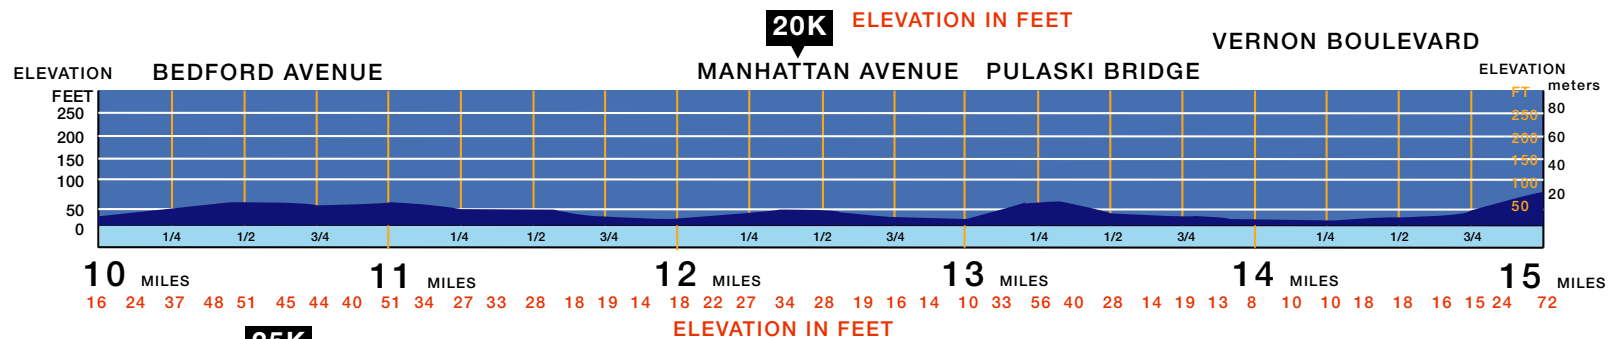 20K ELEVATION IN FEET
VERNON BOULEVARD
ELEVATION BEDFORD AVENUE MANHATTAN AVENUE PULASKI BRIDGE ELEVATION
FEET FT meters
250 250 80
200 200 60
150 150 40
100 100 20
50 50
0
1/4 1/2 3/4 1/4 1/2 3/4 1/4 1/2 3/4 1/4 1/2 3/4 1/4 1/2 3/4
10 MILES 11 MILES 12 MILES 13 MILES 14 MILES 15 MILES
16 24 37 48 51 45 44 40 51 34 27 33 28 18 19 14 18 22 27 34 28 19 16 14 10 33 56 40 28 14 19 13 8 10 10 18 18 16 15 24 72
ELEVATION IN FEET